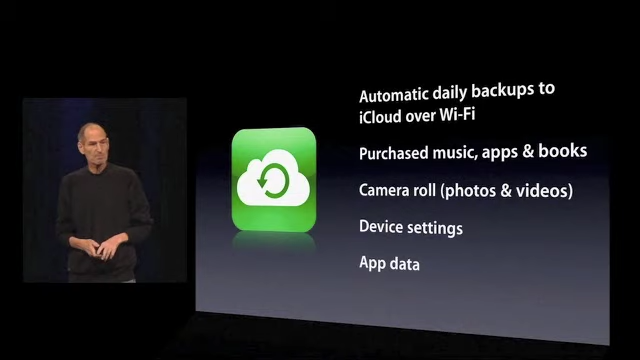 Automatic daily backups to
iCloud over Wi-Fi
Purchased music, apps & books
Camera roll (photos & videos)
Device settings
App data